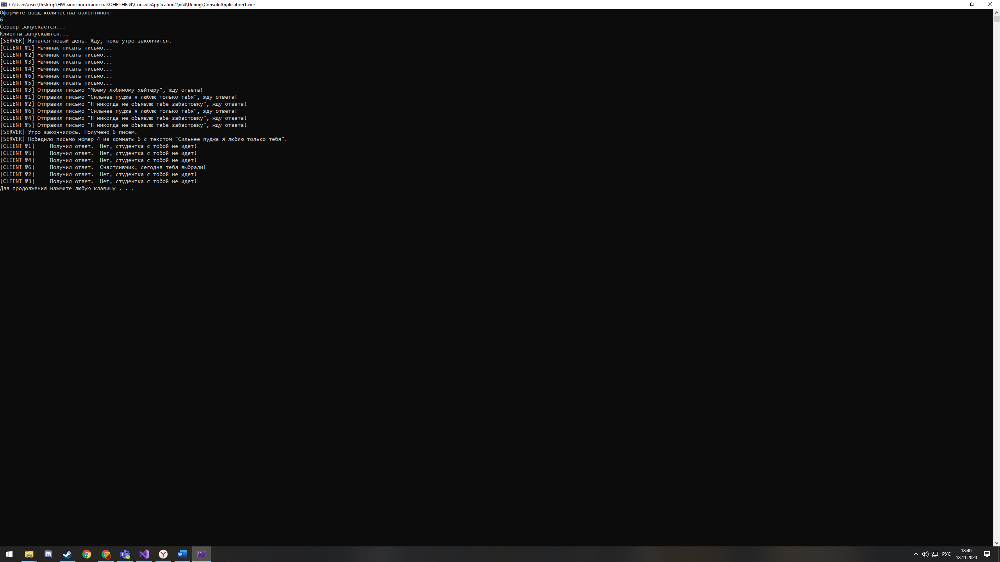 C:\Users\user\Desktop\HW многопоточность КОНЕЧНЫЙ\ConsoleApplication1\x64\Debug\ConsoleApplication1.exe
Оформите ввод количества валентинок:
6
Сервер запускается...
Клиенты запускаются...
[SERVER] Начался новый день. Жду, пока утро закончится.
[CLIENT №1] Начинаю писать письмо...
[CLIENT №2] Начинаю писать письмо...
[CLIENT №3] Начинаю писать письмо...
[CLIENT №4] Начинаю писать письмо...
[CLIENT №6] Начинаю писать письмо...
[CLIENT №5] Начинаю писать письмо...
[CLIENT №3] Отправил письмо "Моему любимому хейтеру", жду ответа!
[CLIENT №1] Отправил письмо "Сильнее пуджа я люблю только тебя", жду ответа!
[CLIENT №2] Отправил письмо "Я никогда не объявлю тебе забастовку", жду ответа!
[CLIENT №6] Отправил письмо "Сильнее пуджа я люблю только тебя", жду ответа!
[CLIENT №4] Отправил письмо "Я никогда не объявлю тебе забастовку", жду ответа!
[CLIENT №5] Отправил письмо "Я никогда не объявлю тебе забастовку", жду ответа!
[SERVER] Утро закончилось. Получено 6 писем.
[SERVER] Победило письмо номер 4 из комнаты 6 с текстом "Сильнее пуджа я люблю только тебя".
[CLIENT №1]     Получил ответ.  Нет, студентка с тобой не идет!
[CLIENT №5]     Получил ответ.  Нет, студентка с тобой не идет!
[CLIENT №4]     Получил ответ.  Нет, студентка с тобой не идет!
[CLIENT №6]     Получил ответ.  Счастливчик, сегодня тебя выбрали!
[CLIENT №2]     Получил ответ.  Нет, студентка с тобой не идет!
[CLIENT №3]     Получил ответ.  Нет, студентка с тобой не идет!
Для продолжения нажмите любую клавишу . . .
РУС
18:40
18.11.2020